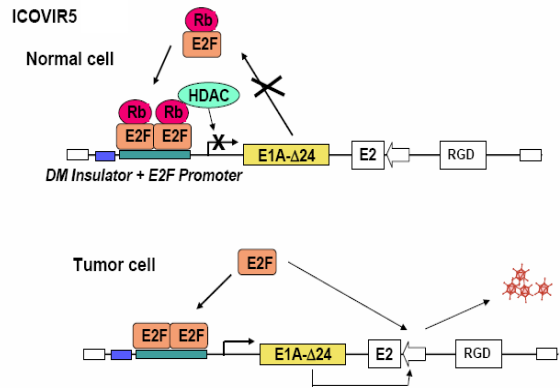 ICOVIR5
Normal cell
Rb
E2F
Rb Rb
HDAC
E2F E2F
X
E1A-Δ24
E2
RGD
DM Insulator + E2F Promoter
Tumor cell
E2F
E2F E2F
E1A-Δ24
E2
RGD